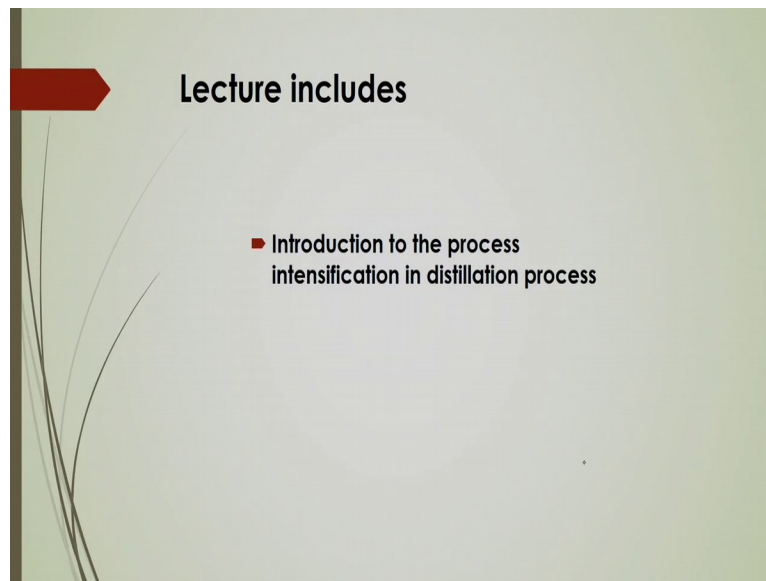 Lecture includes
Introduction to the process
intensification in distillation process